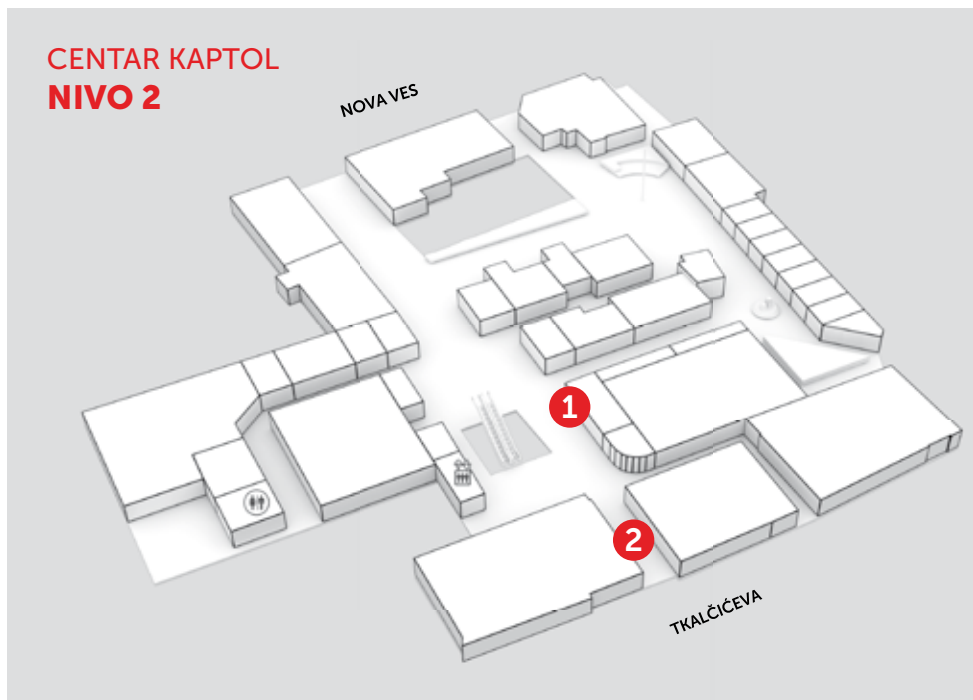 CENTAR KAPTOL
NIVO 2
NOVA VES
1
2
TKALČIĆEVA